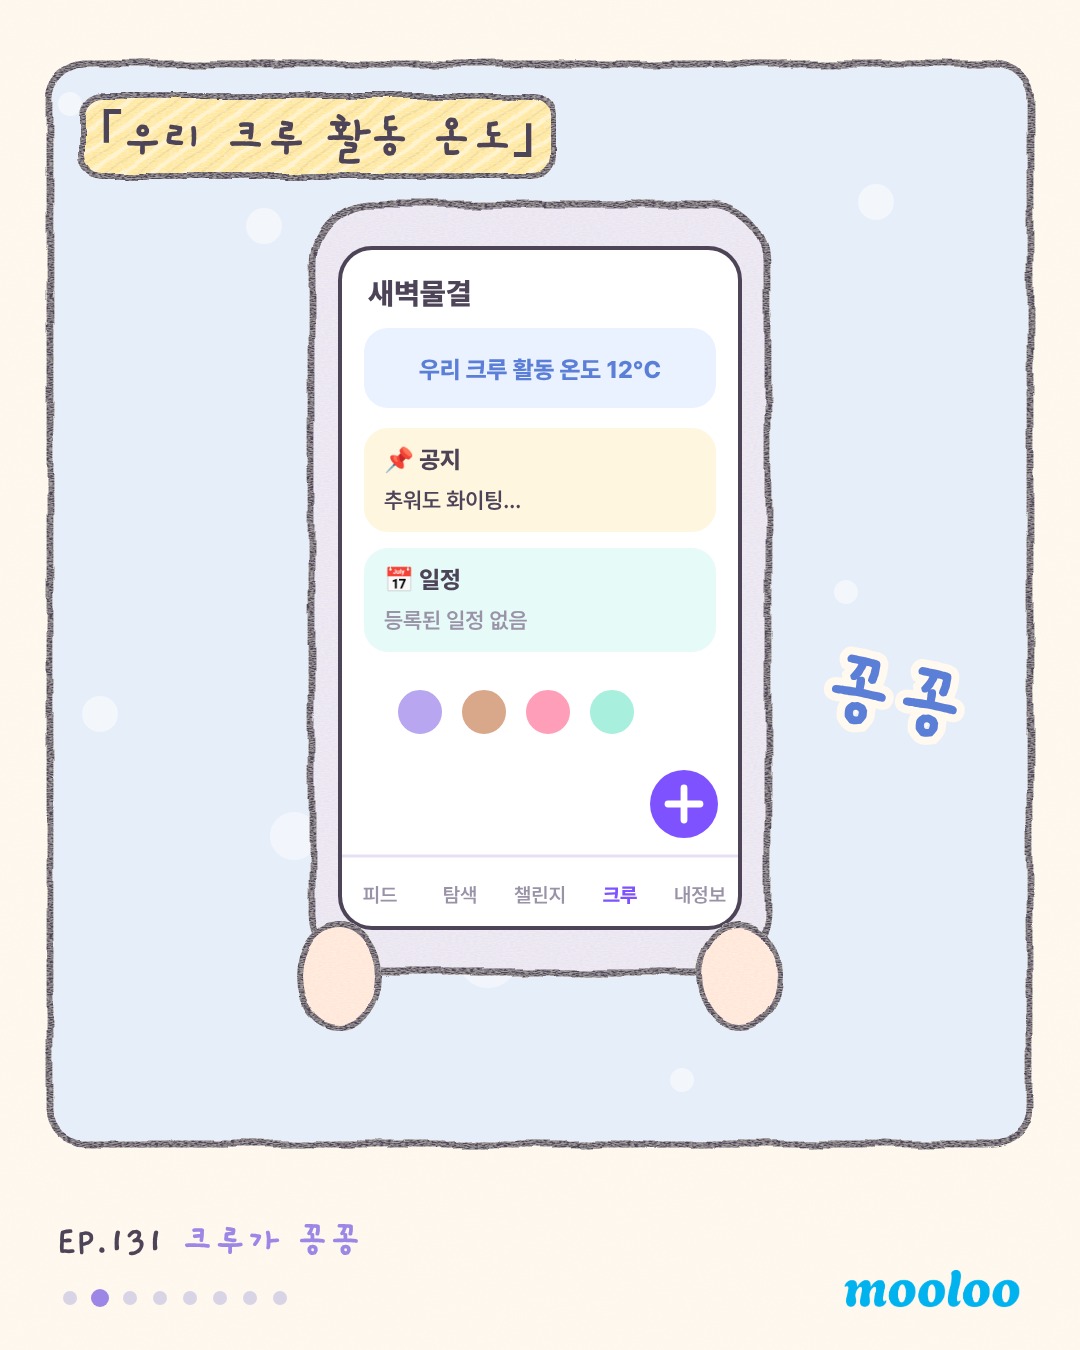 「우리 크루 활동 온도」
새벽물결
우리 크루 활동 온도 12°C
📌 공지
추워도 화이팅...
📅 일정
등록된 일정 없음
꽁꽁
피드 탐색 챌린지 크루 내정보
EP.131 크루가 꽁꽁
mooloo